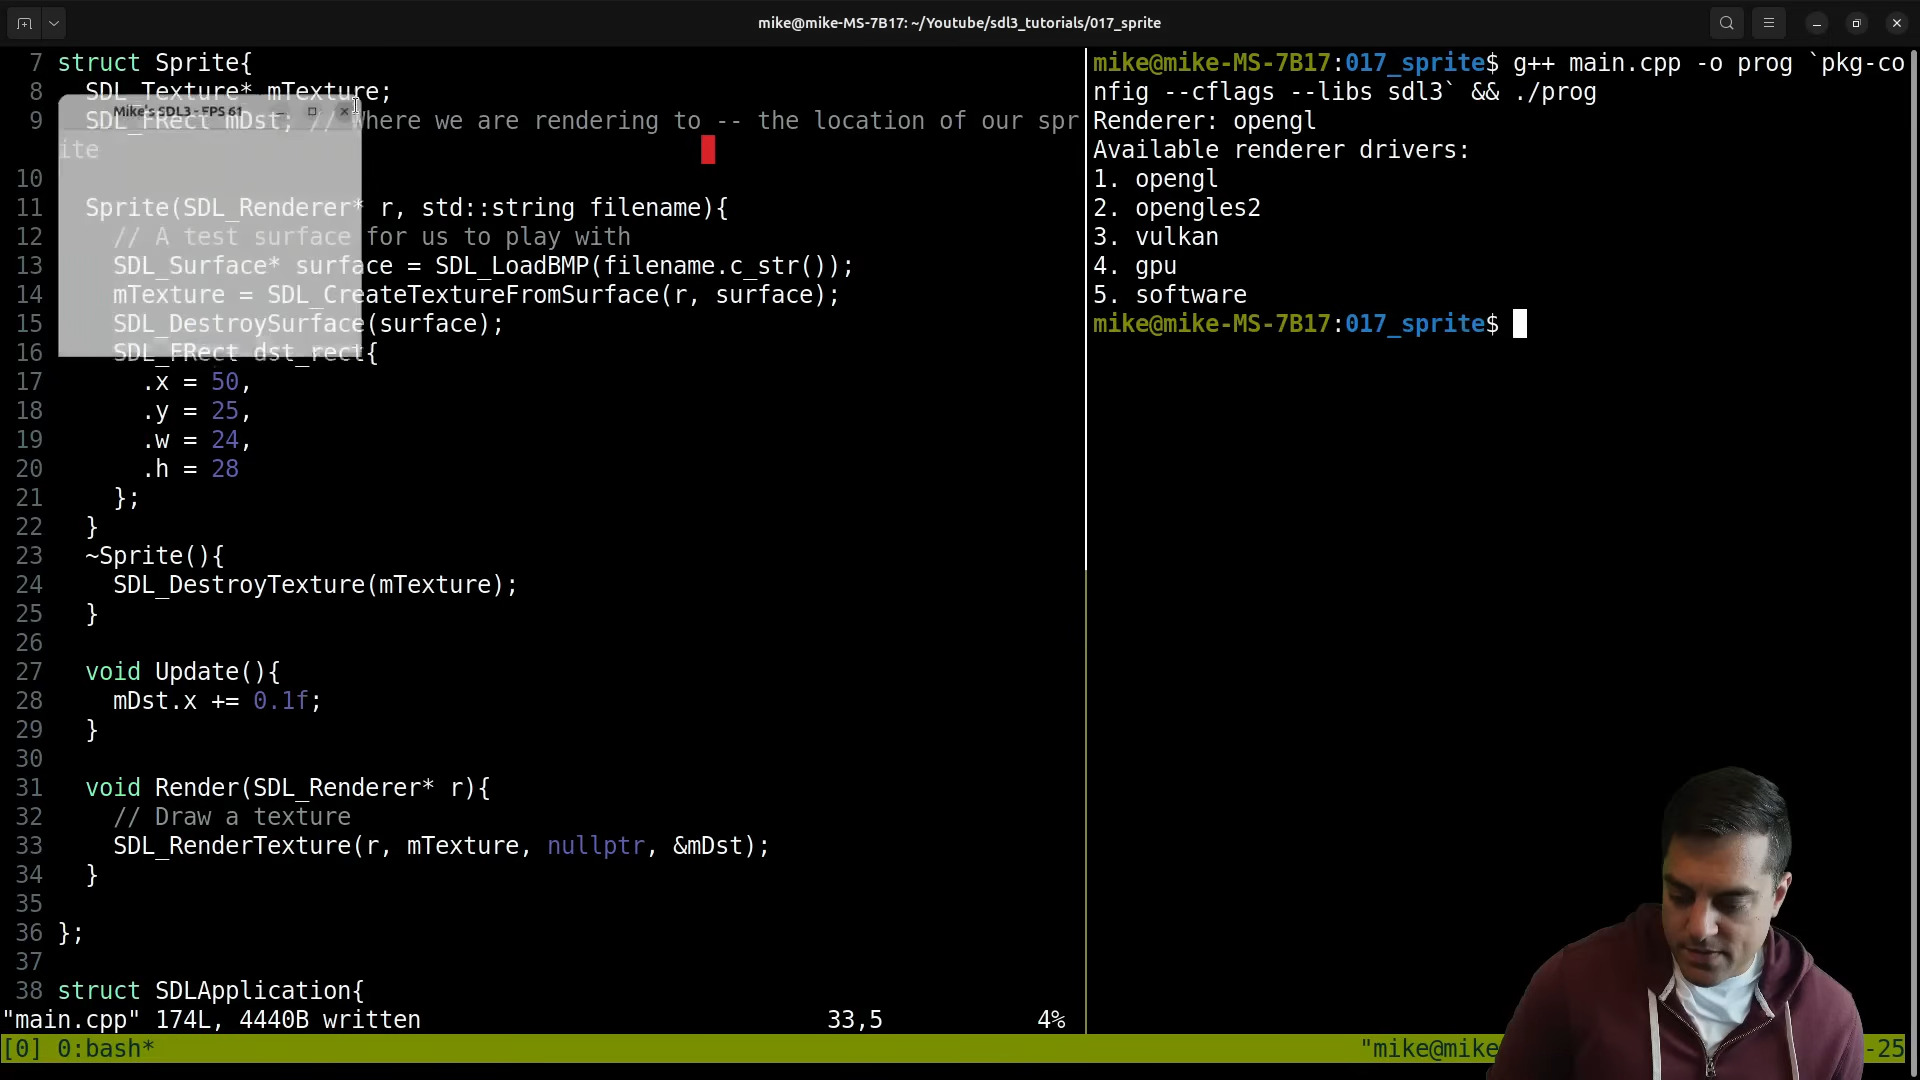 mike@mike-MS-7B17: ~/Youtube/sdl3_tutorials/017_sprite
7 struct Sprite{
8   SDL_Texture* mTexture;
Mike's SDL3 - FPS 61
9   SDL_FRect mDst; // Where we are rendering to -- the location of our spr
ite
10
11   Sprite(SDL_Renderer* r, std::string filename){
12     // A test surface for us to play with
13     SDL_Surface* surface = SDL_LoadBMP(filename.c_str());
14     mTexture = SDL_CreateTextureFromSurface(r, surface);
15     SDL_DestroySurface(surface);
16     SDL_FRect dst_rect{
17       .x = 50,
18       .y = 25,
19       .w = 24,
20       .h = 28
21     };
22   }
23   ~Sprite(){
24     SDL_DestroyTexture(mTexture);
25   }
26
27   void Update(){
28     mDst.x += 0.1f;
29   }
30
31   void Render(SDL_Renderer* r){
32     // Draw a texture
33     SDL_RenderTexture(r, mTexture, nullptr, &mDst);
34   }
35
36 };
37
38 struct SDLApplication{
"main.cpp" 174L, 4440B written 33,5 4%
mike@mike-MS-7B17:017_sprite$ g++ main.cpp -o prog `pkg-co
nfig --cflags --libs sdl3` && ./prog
Renderer: opengl
Available renderer drivers:
1. opengl
2. opengles2
3. vulkan
4. gpu
5. software
mike@mike-MS-7B17:017_sprite$
[0] 0:bash* "mike@mike -25